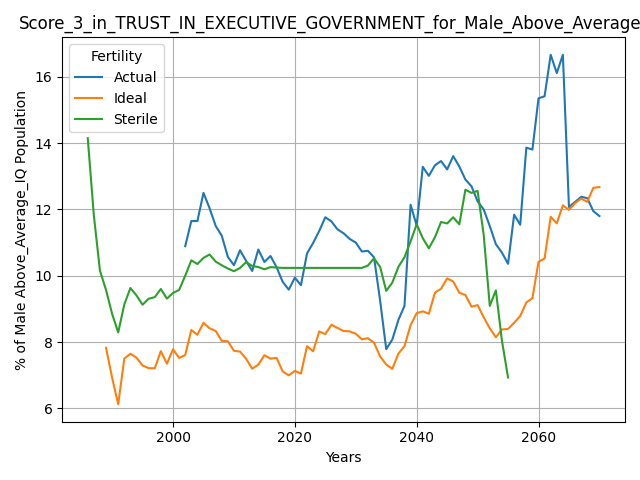 Score_3_in_TRUST_IN_EXECUTIVE_GOVERNMENT_for_Male_Above_Average
Fertility
Actual
Ideal
Sterile
% of Male Above_Average_IQ Population
16
14
12
10
8
6
2000 2020 2040 2060
Years